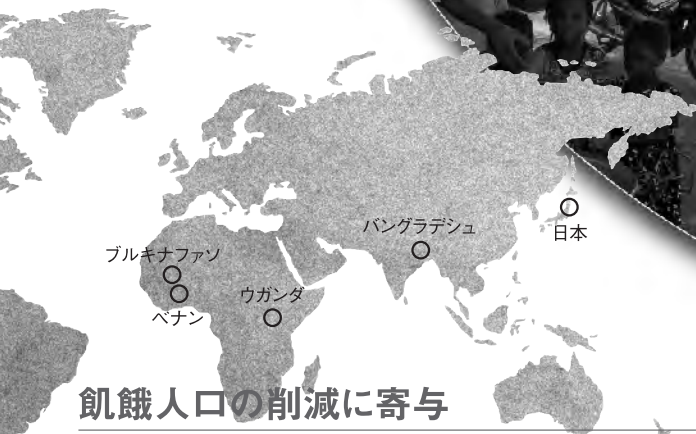 バングラデシュ
日本
ブルキナファソ
ウガンダ
ベナン
飢餓人口の削減に寄与